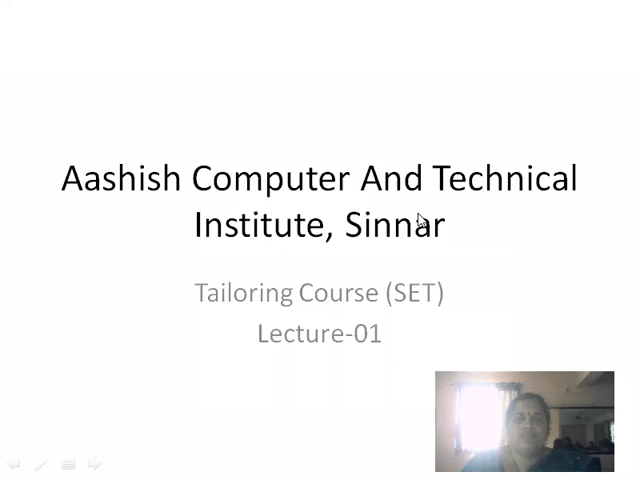 Aashish Computer And Technical
Institute, Sinnar
Tailoring Course (SET)
Lecture-01